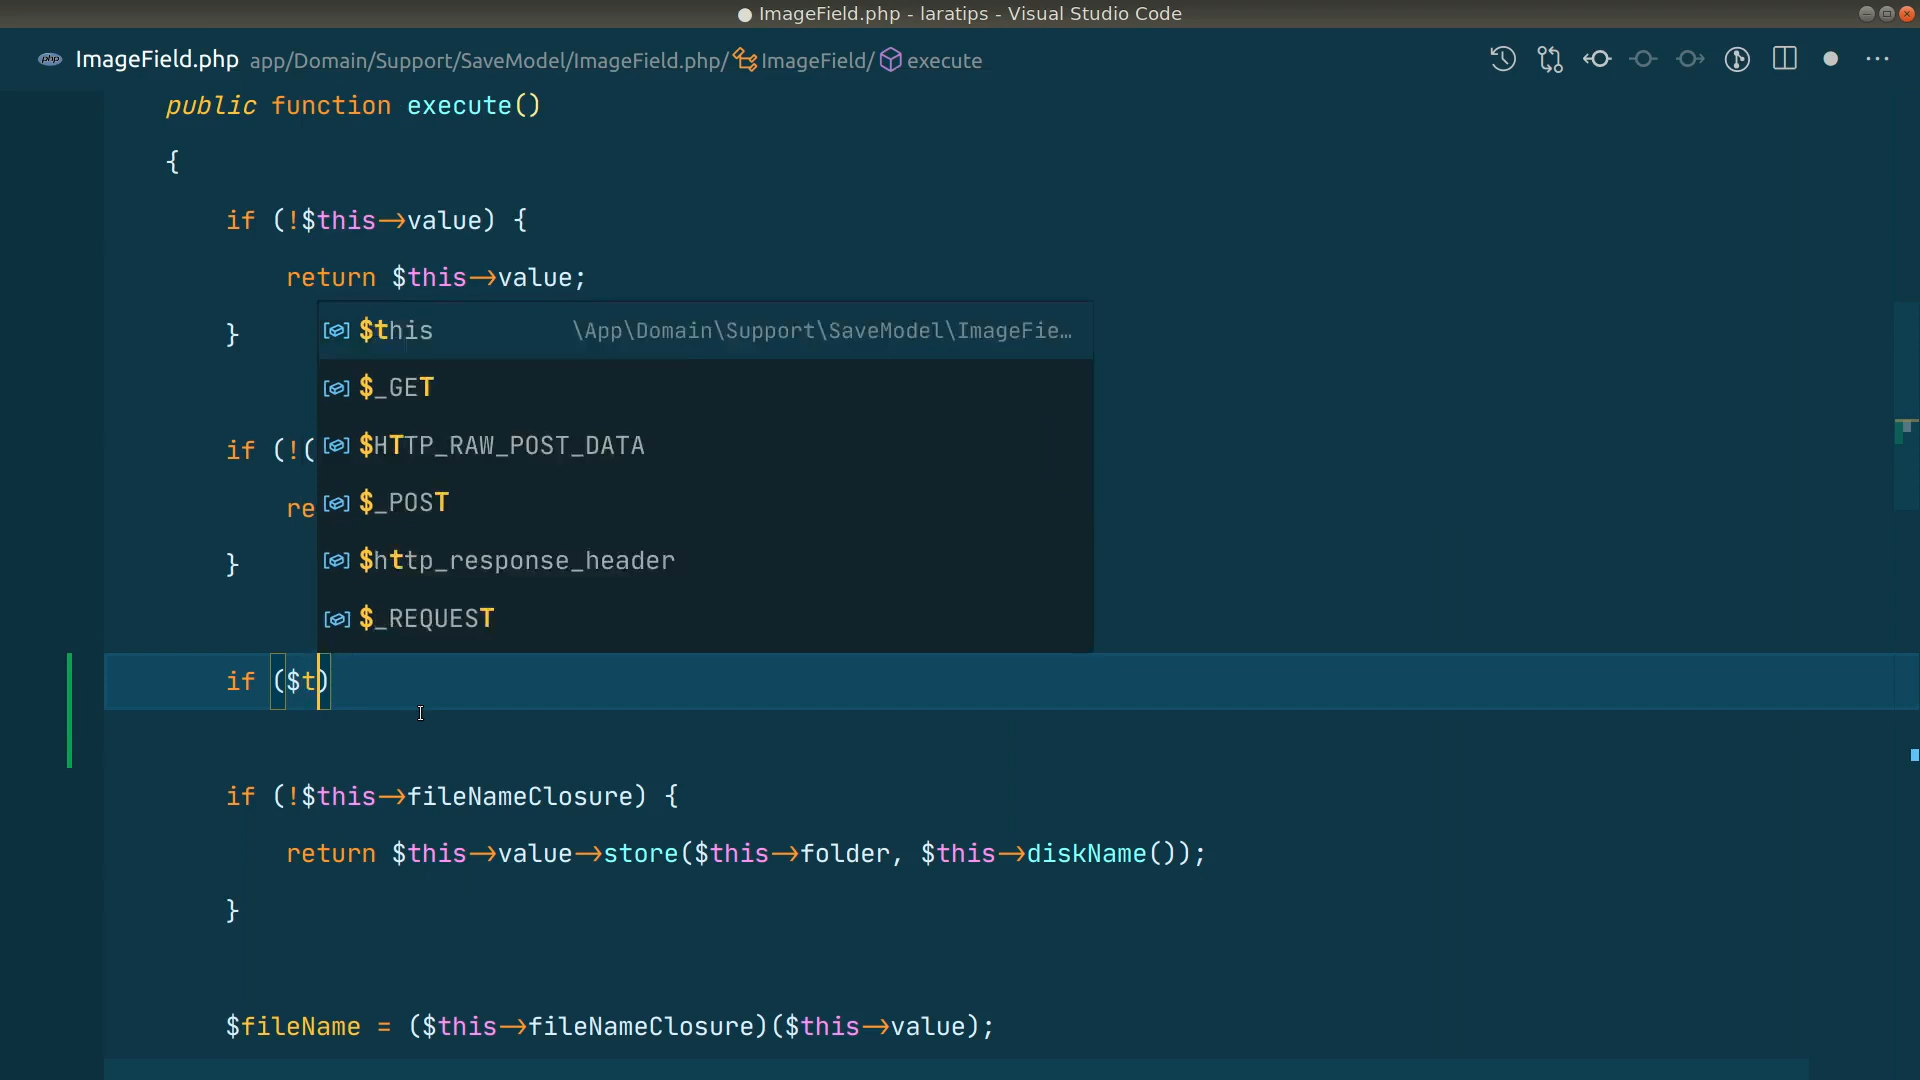 ● ImageField.php - laratips - Visual Studio Code
php ImageField.php app/Domain/Support/SaveModel/ImageField.php/ ImageField/ execute
public function execute()
{
if (!$this->value) {
return $this->value;
}
if (!(
re
}
$this \App\Domain\Support\SaveModel\ImageFie…
$_GET
$HTTP_RAW_POST_DATA
$_POST
$http_response_header
$_REQUEST
if ($t)
if (!$this->fileNameClosure) {
return $this->value->store($this->folder, $this->diskName());
}
$fileName = ($this->fileNameClosure)($this->value);